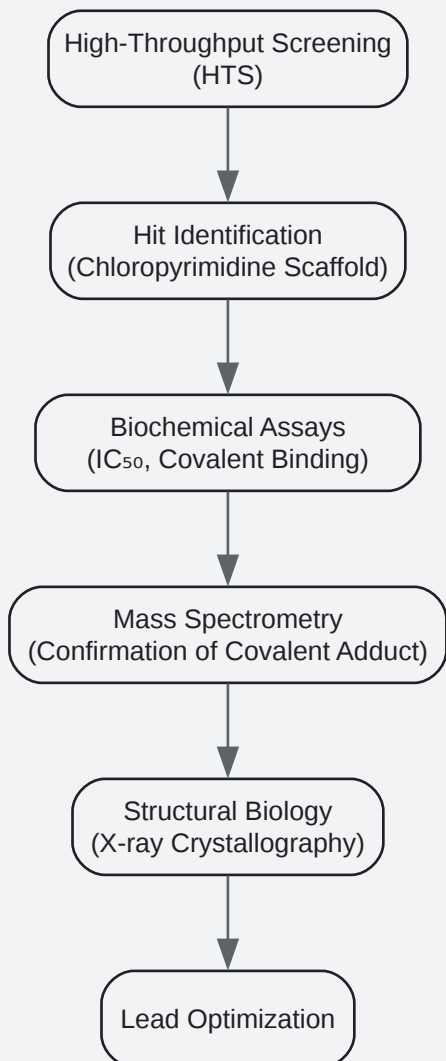 High-Throughput Screening
(HTS)
Hit Identification
(Chloropyrimidine Scaffold)
Biochemical Assays
(IC₅₀, Covalent Binding)
Mass Spectrometry
(Confirmation of Covalent Adduct)
Structural Biology
(X-ray Crystallography)
Lead Optimization